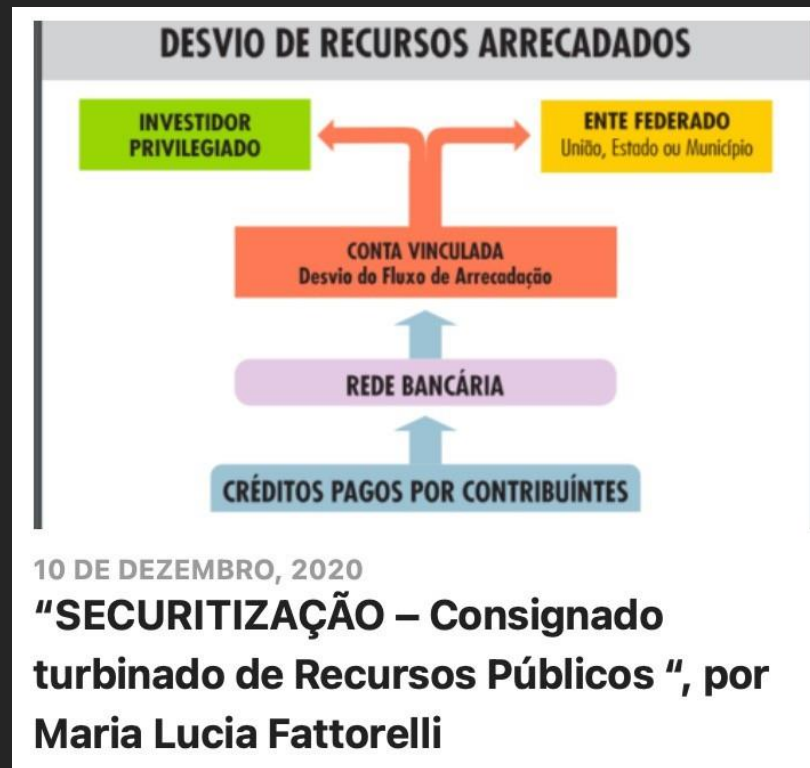 DESVIO DE RECURSOS ARRECADADOS
INVESTIDOR
PRIVILEGIADO
ENTE FEDERADO
União, Estado ou Município
CONTA VINCULADA
Desvio do Fluxo de Arrecadação
REDE BANCÁRIA
CRÉDITOS PAGOS POR CONTRIBUÍNTES
10 DE DEZEMBRO, 2020
“SECURITIZAÇÃO – Consignado
turbinado de Recursos Públicos “, por
Maria Lucia Fattorelli